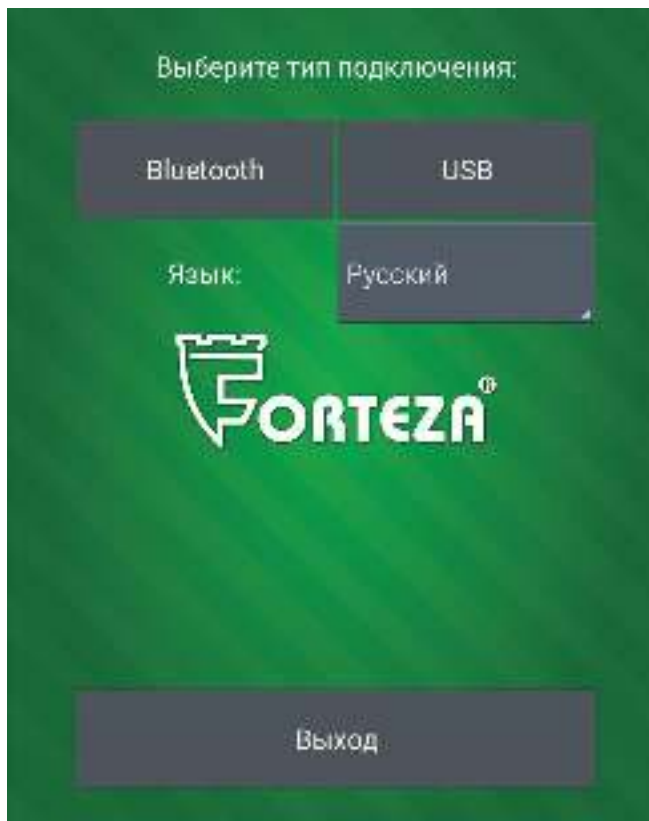 Выберите тип подключения:
Bluetooth USB
Язык: Русский
FORTEZA®
Выход